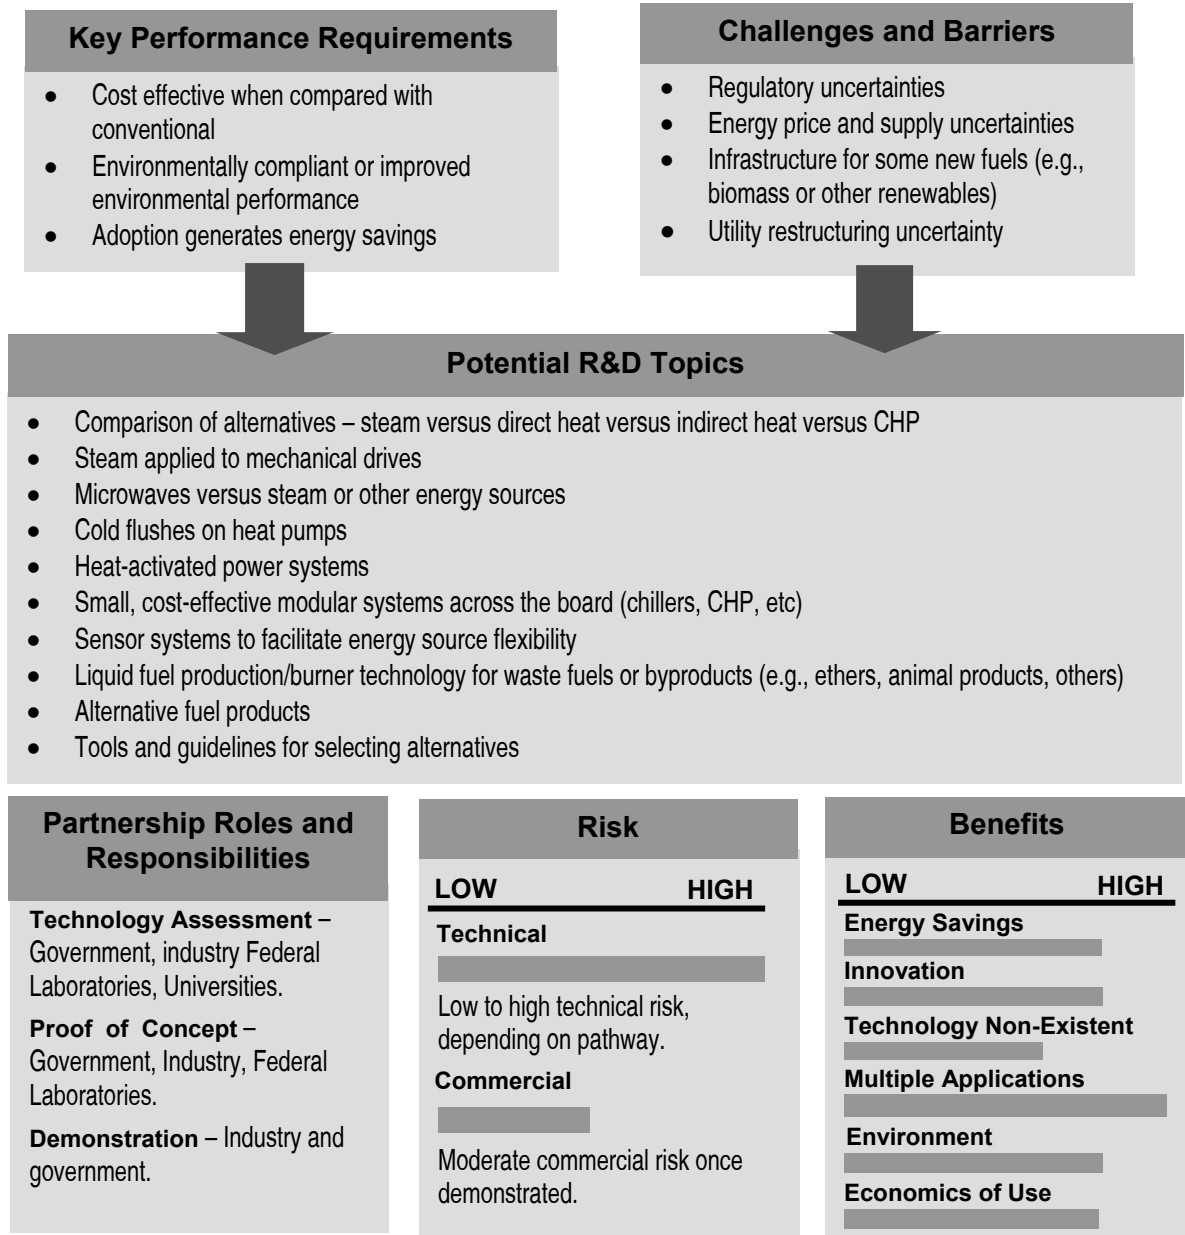 Key Performance Requirements
• Cost effective when compared with
conventional
• Environmentally compliant or improved
environmental performance
• Adoption generates energy savings
Challenges and Barriers
• Regulatory uncertainties
• Energy price and supply uncertainties
• Infrastructure for some new fuels (e.g.,
biomass or other renewables)
• Utility restructuring uncertainty
Potential R&D Topics
• Comparison of alternatives – steam versus direct heat versus indirect heat versus CHP
• Steam applied to mechanical drives
• Microwaves versus steam or other energy sources
• Cold flushes on heat pumps
• Heat-activated power systems
• Small, cost-effective modular systems across the board (chillers, CHP, etc)
• Sensor systems to facilitate energy source flexibility
• Liquid fuel production/burner technology for waste fuels or byproducts (e.g., ethers, animal products, others)
• Alternative fuel products
• Tools and guidelines for selecting alternatives
Partnership Roles and
Responsibilities
Technology Assessment –
Government, industry Federal
Laboratories, Universities.
Proof of Concept –
Government, Industry, Federal
Laboratories.
Demonstration – Industry and
government.
Risk
LOW HIGH
Technical
Low to high technical risk,
depending on pathway.
Commercial
Moderate commercial risk once
demonstrated.
Benefits
LOW HIGH
Energy Savings
Innovation
Technology Non-Existent
Multiple Applications
Environment
Economics of Use